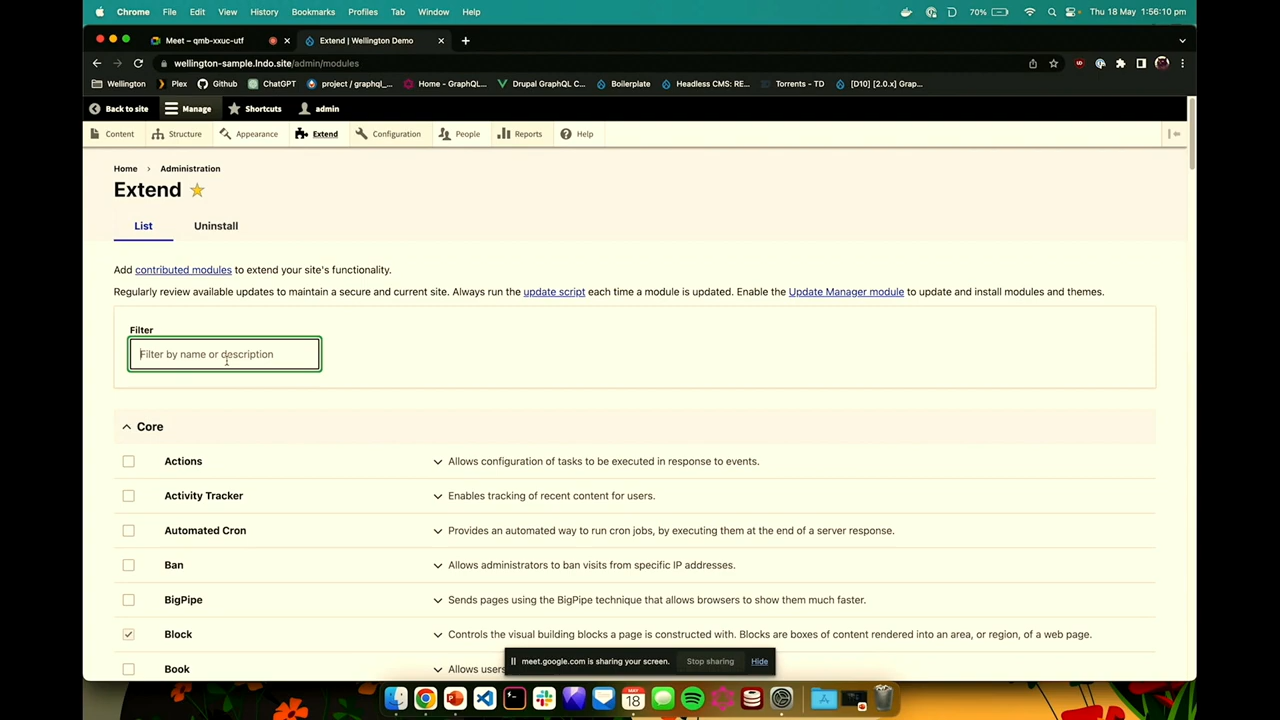 Chrome File Edit View History Bookmarks Profiles Tab Window Help 70% Thu 18 May 1:56:10 pm
Meet – qmb-xxuc-utf Extend | Wellington Demo
wellington-sample.lndo.site/admin/modules
Wellington Plex Github ChatGPT project / graphql_... Home - GraphQL... Drupal GraphQL C... Boilerplate Headless CMS: RE... Torrents - TD [D10] [2.0.x] Grap...
Back to site Manage Shortcuts admin
Content Structure Appearance Extend Configuration People Reports Help
Home › Administration
Extend
List Uninstall
Add contributed modules to extend your site's functionality.
Regularly review available updates to maintain a secure and current site. Always run the update script each time a module is updated. Enable the Update Manager module to update and install modules and themes.
Filter
Filter by name or description
Core
Actions Allows configuration of tasks to be executed in response to events.
Activity Tracker Enables tracking of recent content for users.
Automated Cron Provides an automated way to run cron jobs, by executing them at the end of a server response.
Ban Allows administrators to ban visits from specific IP addresses.
BigPipe Sends pages using the BigPipe technique that allows browsers to show them much faster.
Block Controls the visual building blocks a page is constructed with. Blocks are boxes of content rendered into an area, or region, of a web page.
meet.google.com is sharing your screen. Stop sharing Hide
Book Allows users
MAY
18